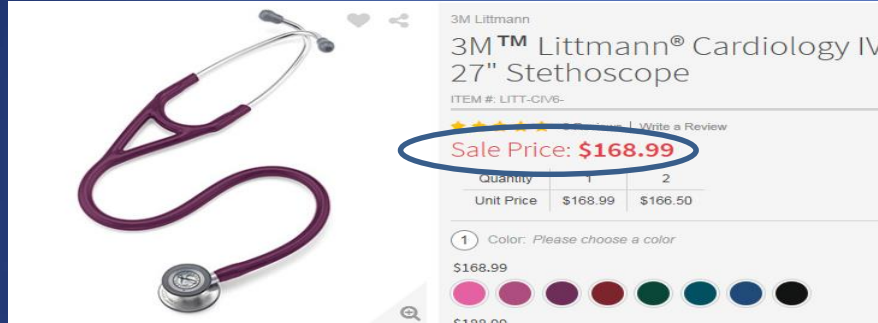 3M Littmann
3M™ Littmann® Cardiology IV
27" Stethoscope
ITEM #: LITT-CIV6-
Reviews | Write a Review
Sale Price: $168.99
Quantity 1 2
Unit Price $168.99 $166.50
1 Color: Please choose a color
$168.99